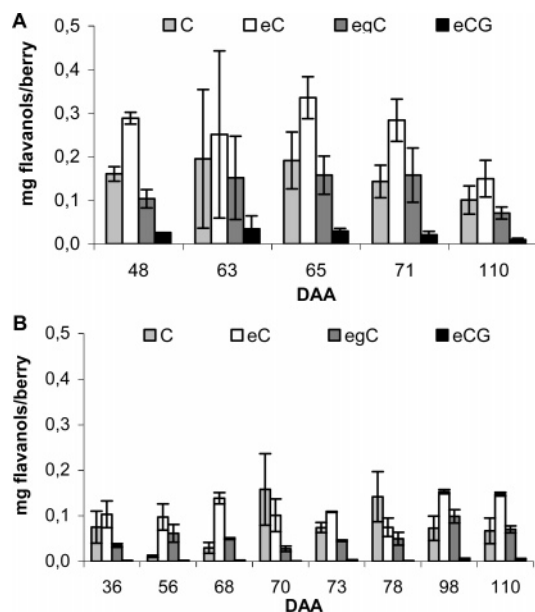 A
C eC egC eCG
mg flavanols/berry
0,5
0,4
0,3
0,2
0,1
0,0
48 63 65 71 110
DAA
B
C eC egC eCG
mg flavanols/berry
0,5
0,4
0,3
0,2
0,1
0,0
36 56 68 70 73 78 98 110
DAA